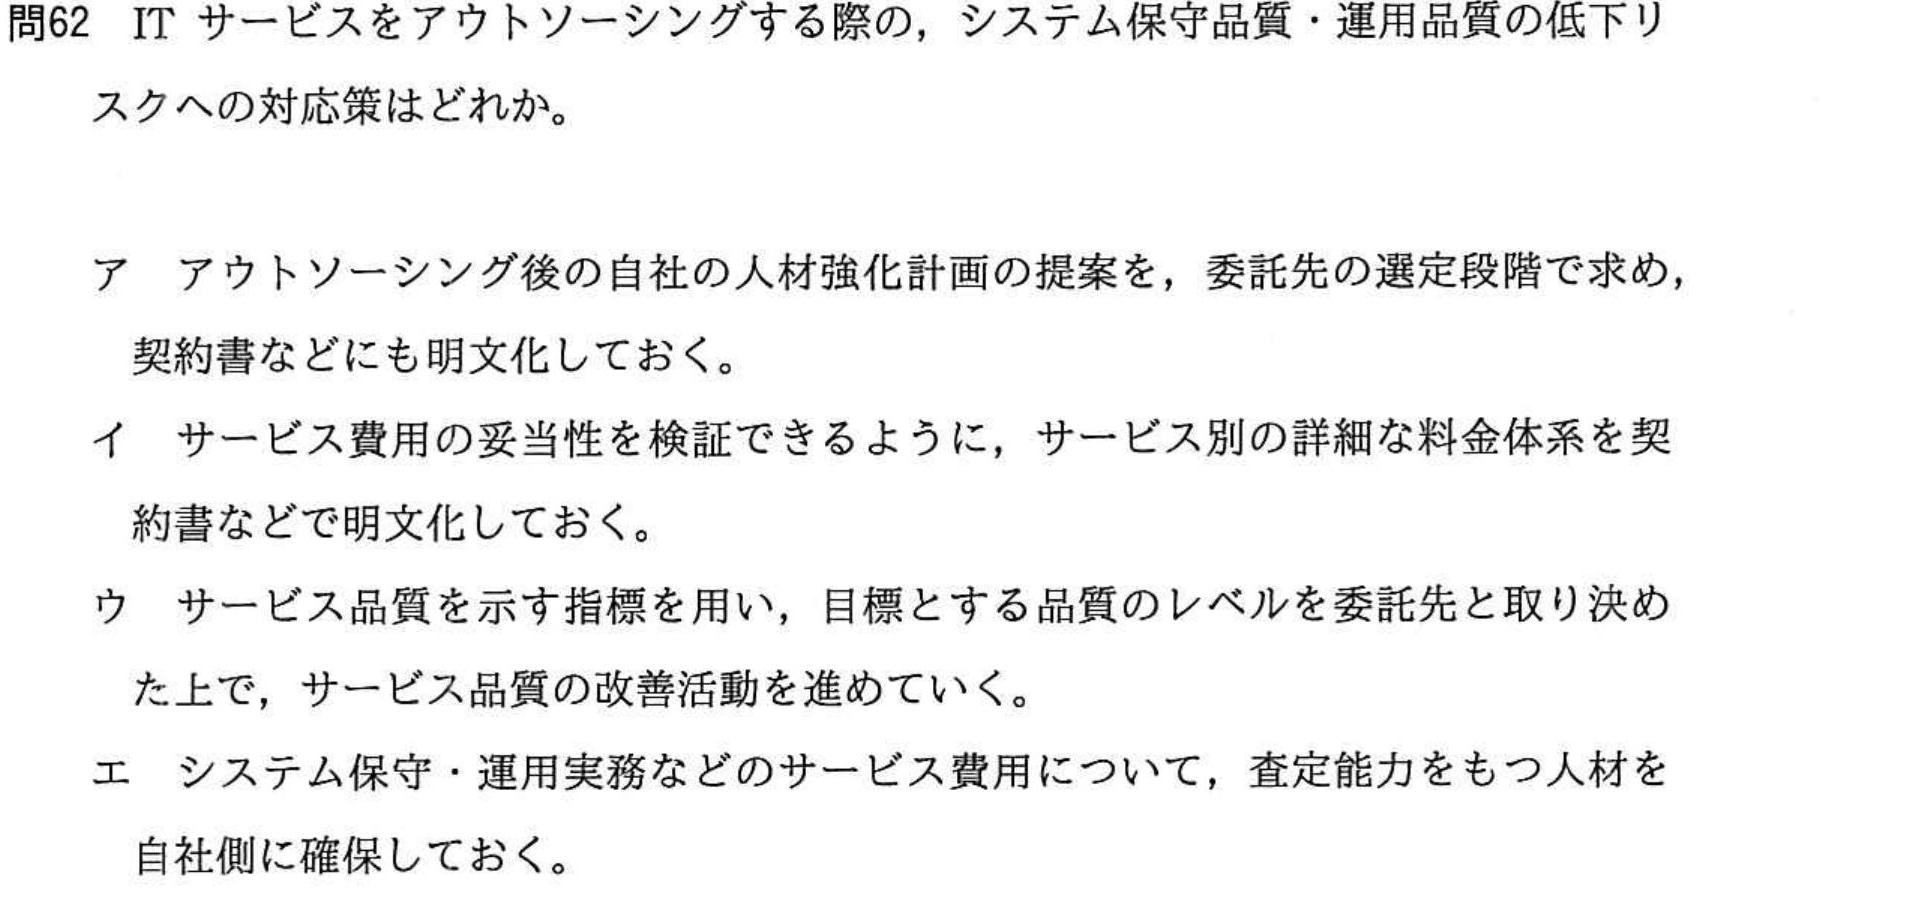 問62 IT サービスをアウトソーシングする際の，システム保守品質・運用品質の低下リ
スクへの対応策はどれか。
ア アウトソーシング後の自社の人材強化計画の提案を，委託先の選定段階で求め，
契約書などにも明文化しておく。
イ サービス費用の妥当性を検証できるように，サービス別の詳細な料金体系を契
約書などで明文化しておく。
ウ サービス品質を示す指標を用い，目標とする品質のレベルを委託先と取り決め
た上で，サービス品質の改善活動を進めていく。
エ システム保守・運用実務などのサービス費用について，査定能力をもつ人材を
自社側に確保しておく。